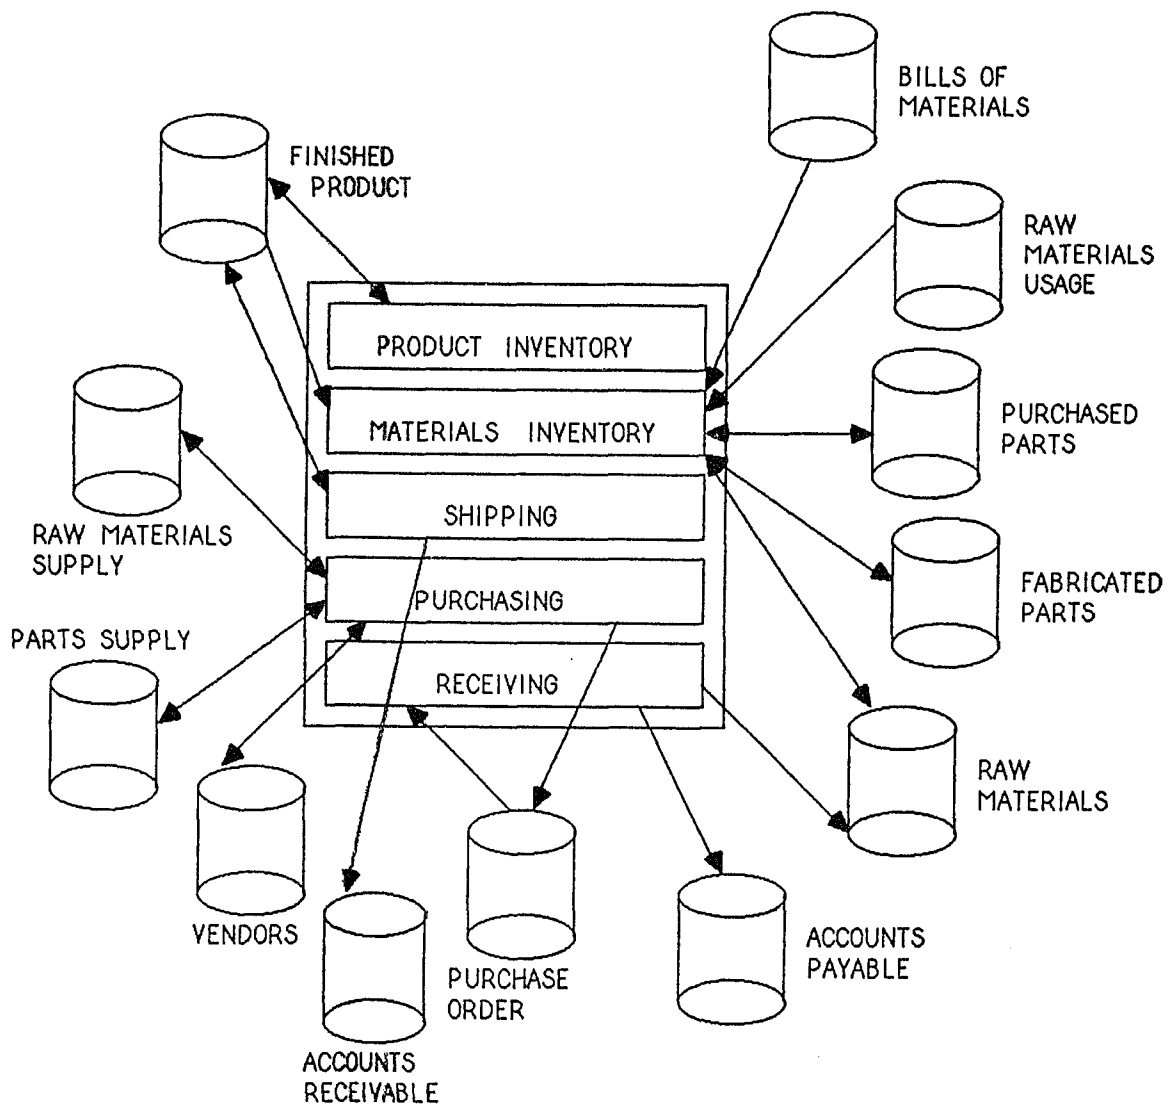 BILLS OF
MATERIALS
FINISHED
PRODUCT
RAW
MATERIALS
USAGE
PRODUCT INVENTORY
MATERIALS INVENTORY
PURCHASED
PARTS
SHIPPING
RAW MATERIALS
SUPPLY
PURCHASING
FABRICATED
PARTS
PARTS SUPPLY
RECEIVING
RAW
MATERIALS
VENDORS
ACCOUNTS
PAYABLE
PURCHASE
ORDER
ACCOUNTS
RECEIVABLE